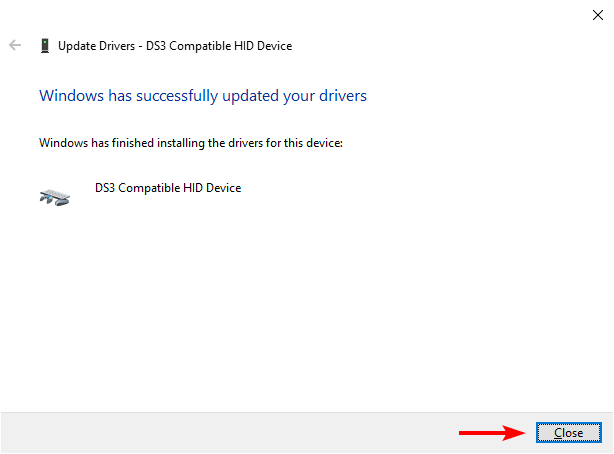 Update Drivers - DS3 Compatible HID Device
Windows has successfully updated your drivers
Windows has finished installing the drivers for this device:
DS3 Compatible HID Device
Close